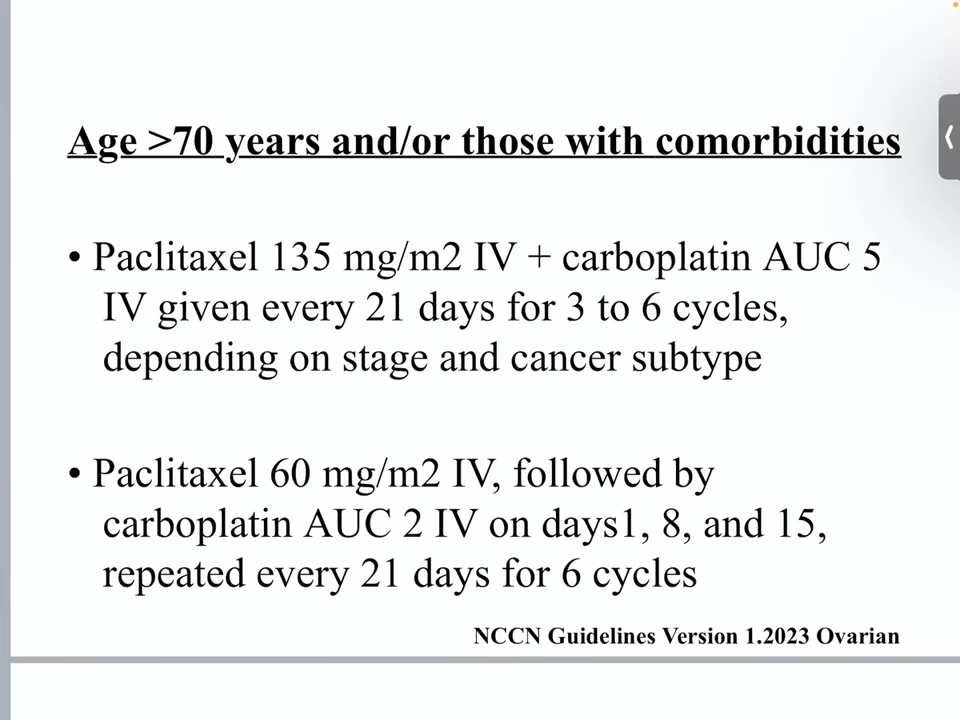 Age >70 years and/or those with comorbidities
• Paclitaxel 135 mg/m2 IV + carboplatin AUC 5
IV given every 21 days for 3 to 6 cycles,
depending on stage and cancer subtype
• Paclitaxel 60 mg/m2 IV, followed by
carboplatin AUC 2 IV on days1, 8, and 15,
repeated every 21 days for 6 cycles
NCCN Guidelines Version 1.2023 Ovarian